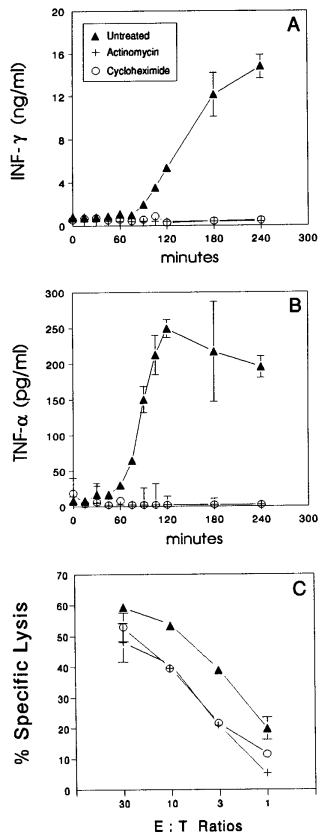 A
Untreated
Actinomycin
Cycloheximide
INF-γ (ng/ml)
20
16
12
8
4
0
0 60 120 180 240 300
minutes
B
TNF-α (pg/ml)
300
250
200
150
100
50
0
0 60 120 180 240 300
minutes
C
% Specific Lysis
70
60
50
40
30
20
10
0
30 10 3 1
E : T Ratios